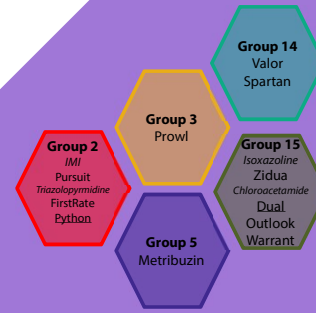 Group 14
Valor
Spartan
Group 3
Prowl
Group 2
IMI
Pursuit
Triazolopymidine
FirstRate
Python
Group 15
Isoxazoline
Zidua
Chloroacetamide
Dual
Outlook
Warrant
Group 5
Metribuzin